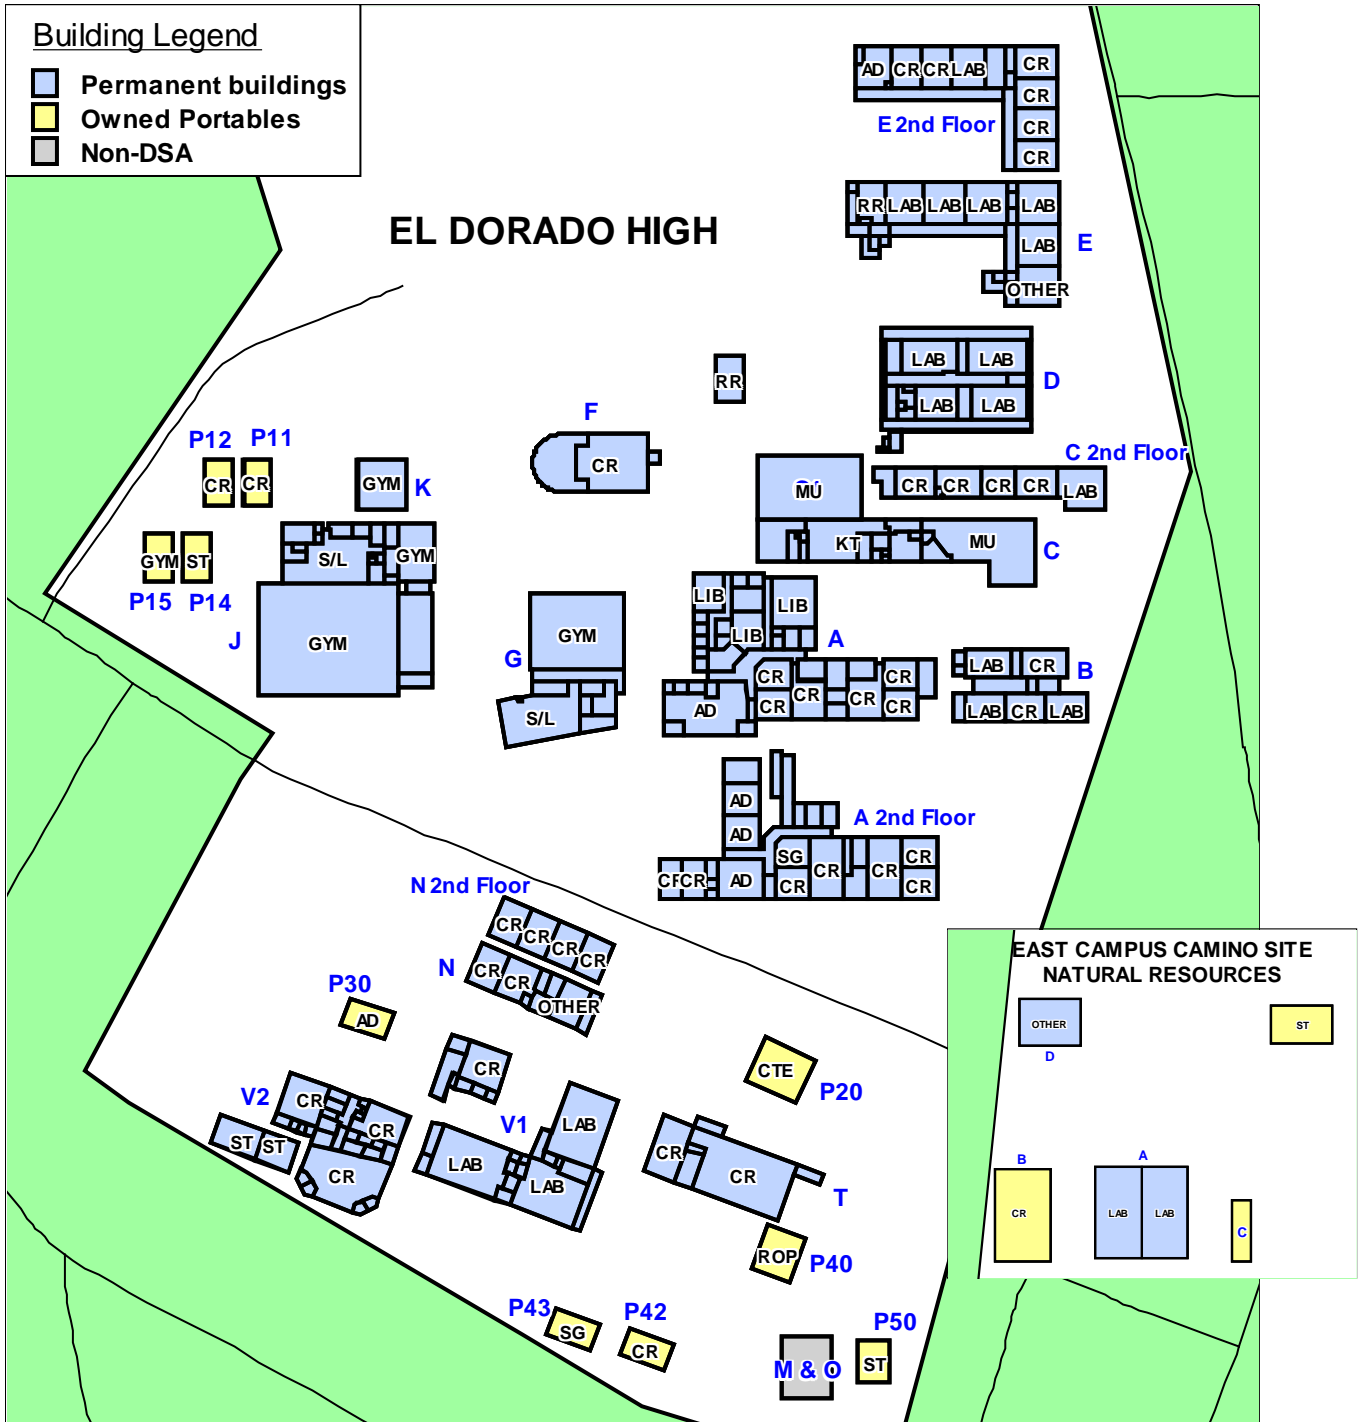 Building Legend
Permanent buildings
Owned Portables
Non-DSA
EL DORADO HIGH
AD CR CR LAB CR
CR
CR
CR
E 2nd Floor
RR LAB LAB LAB LAB
LAB
OTHER
E
RR
LAB LAB
LAB LAB
D
F
CR
P12 P11
CR CR
GYM
K
C 2nd Floor
CR CR CR CR LAB
MU
KT MU
C
GYM ST
P15 P14
S/L GYM
GYM
J
GYM
G
S/L
LIB LIB
LIB
A
CR CR CR
CR CR CR
AD
CR
LAB CR
B
LAB CR LAB
AD
AD
A 2nd Floor
SG CR CR CR
CR AD CR CR
N 2nd Floor
CR CR CR CR
N
CR CR OTHER
P30
AD
CR
V2
CR CR
ST ST
CR
V1
LAB
LAB LAB
CTE
P20
CR CR
T
ROP
P40
P43
SG
P42
CR
M & O
P50
ST
EAST CAMPUS CAMINO SITE
NATURAL RESOURCES
OTHER
D
ST
B
CR
A
LAB LAB
C